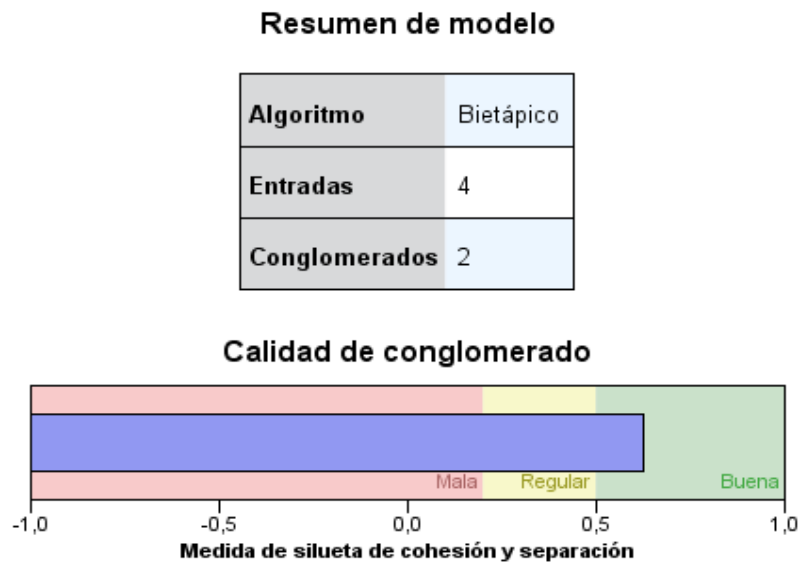 Resumen de modelo
Algoritmo Bietápico
Entradas 4
Conglomerados 2
Calidad de conglomerado
Mala Regular Buena
-1,0 -0,5 0,0 0,5 1,0
Medida de silueta de cohesión y separación